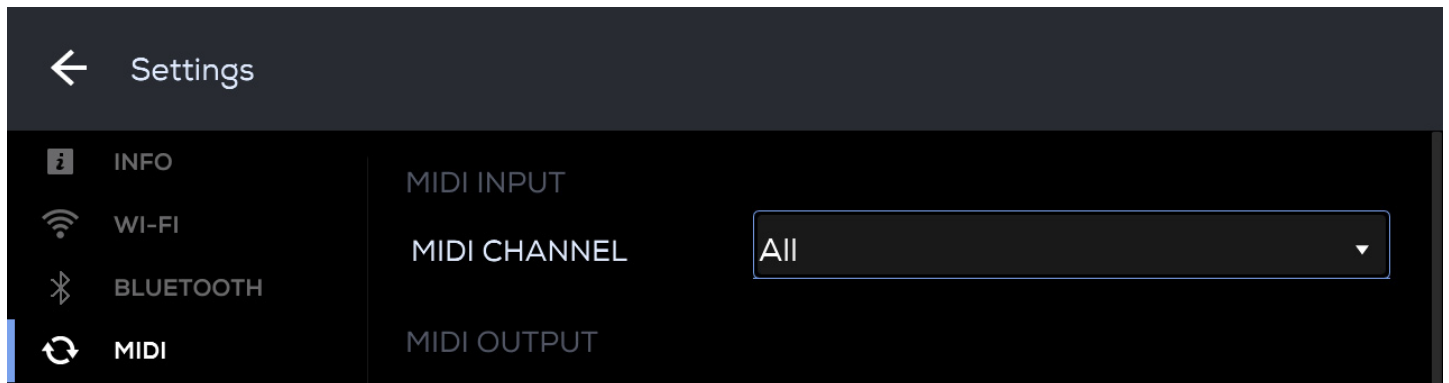 Settings
INFO
WI-FI
BLUETOOTH
MIDI
MIDI INPUT
MIDI CHANNEL
All
MIDI OUTPUT